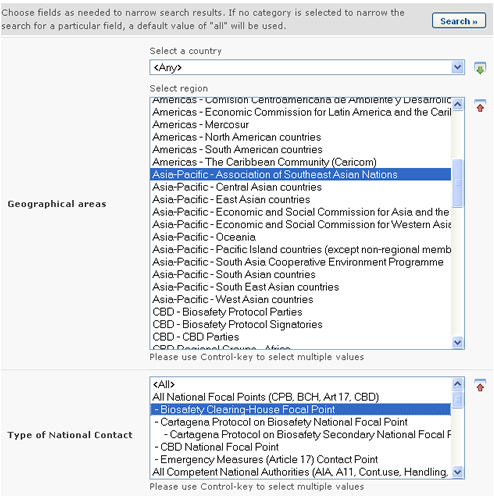 Choose fields as needed to narrow search results. If no category is selected to narrow the
search for a particular field, a default value of "all" will be used.
Search »
Select a country
<Any>
Select region
Geographical areas
Americas - Comisión Centroamericana de Ambiente y Desarrollo
Americas - Economic Commission for Latin America and the Cari
Americas - Mercosur
Americas - North American countries
Americas - South American countries
Americas - The Caribbean Community (Caricom)
Asia-Pacific - Association of Southeast Asian Nations
Asia-Pacific - Central Asian countries
Asia-Pacific - East Asian countries
Asia-Pacific - Economic and Social Commission for Asia and the
Asia-Pacific - Economic and Social Commission for Western Asia
Asia-Pacific - Oceania
Asia-Pacific - Pacific Island countries (except non-regional memb
Asia-Pacific - South Asia Cooperative Environment Programme
Asia-Pacific - South Asian countries
Asia-Pacific - South East Asian countries
Asia-Pacific - West Asian countries
CBD - Biosafety Protocol Parties
CBD - Biosafety Protocol Signatories
CBD - CBD Parties
CBD Regional Groups - Africa
Please use Control-key to select multiple values
Type of National Contact
<All>
All National Focal Points (CPB, BCH, Art 17, CBD)
- Biosafety Clearing-House Focal Point
- Cartagena Protocol on Biosafety National Focal Point
- Cartagena Protocol on Biosafety Secondary National Focal F
- CBD National Focal Point
- Emergency Measures (Article 17) Contact Point
All Competent National Authorities (AIA, A11, Cont.use, Handling,
Please use Control-key to select multiple values